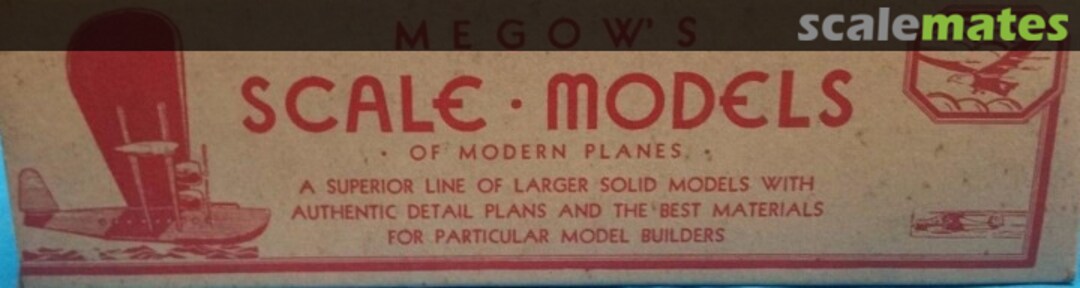 scalemates
MEGOW'S
SCALE · MODELS
· OF MODERN PLANES ·
A SUPERIOR LINE OF LARGER SOLID MODELS WITH
AUTHENTIC DETAIL PLANS AND THE BEST MATERIALS
FOR PARTICULAR MODEL BUILDERS